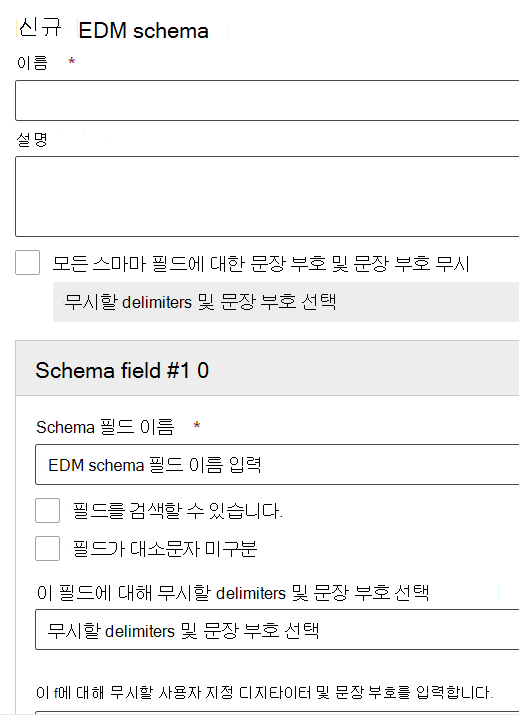 신규 EDM schema
이름 *
설명
모든 스마마 필드에 대한 문장 부호 및 문장 부호 무시
무시할 delimiters 및 문장 부호 선택
Schema field #1 0
Schema 필드 이름 *
EDM schema 필드 이름 입력
필드를 검색할 수 있습니다.
필드가 대소문자 미구분
이 필드에 대해 무시할 delimiters 및 문장 부호 선택
무시할 delimiters 및 문장 부호 선택
이 f에 대해 무시할 사용자 지정 디지타이터 및 문장 부호를 입력합니다.